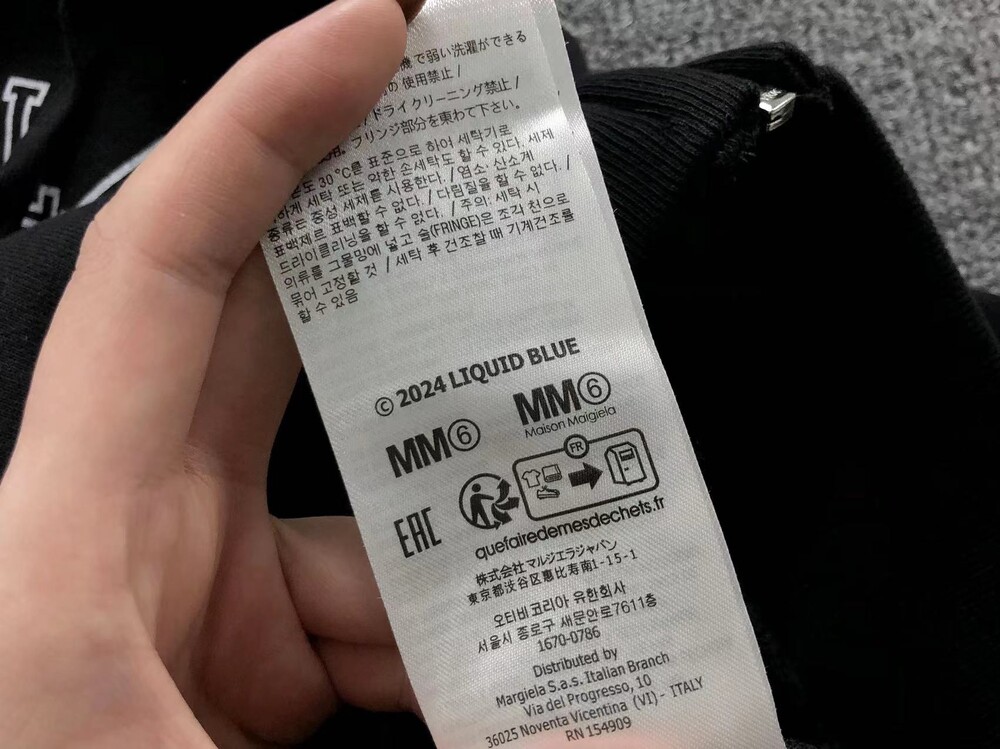 機で弱い洗濯ができる
の使用禁止 /
ドライクリーニング禁止 /
フリンジ部分を束わて下さい。
온도 30℃를 표준으로 하여 세탁기로
하게 세탁 또는 약한 손세탁도 할 수 있다. 세제
종류는 중성 세제를 사용한다. / 염소· 산소계
표백제르 표백할 수 없다. / 다림질을 할 수 없다. /
드라이클리닝을 할 수 없다. / 주의: 세탁 시
의류를 그물망에 넣고 술(FRINGE)은 조각 천으로
묶어 고정할 것 / 세탁 후 건조할 때 기계건조를
할 수 있음
© 2024 LIQUID BLUE
MM⑥
MM⑥
Maison Maigiela
FR
EAC
quefairedemesdechets.fr
株式会社マルジエラジャパン
東京都渋谷区惠比寿南1-15-1
오티비 코리아 유한회사
서울시 종로구 새문안로7611층
1670-0786
Distributed by
Margiela S.a.s. Italian Branch
Via del Progresso, 10
36025 Noventa Vicentina (VI) - ITALY
RN 154909